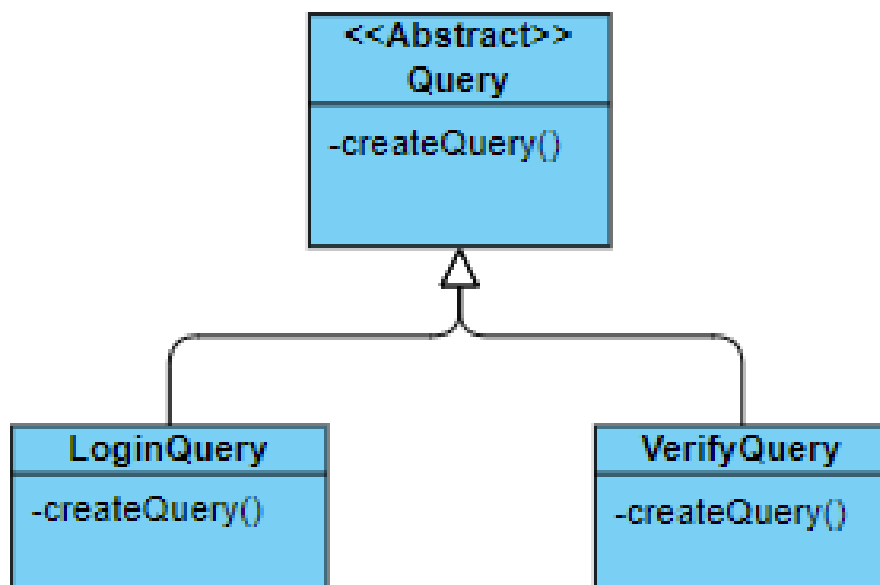 <<Abstract>>
Query
-createQuery()
LoginQuery
-createQuery()
VerifyQuery
-createQuery()